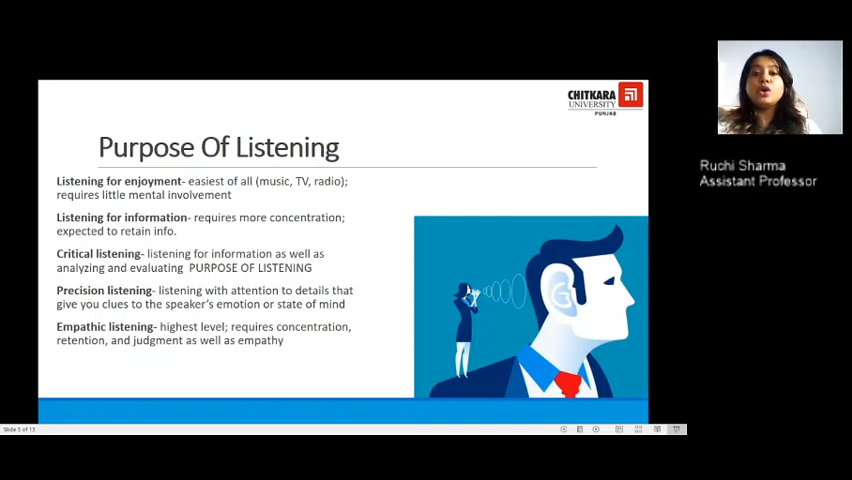 CHITKARA
UNIVERSITY
PUNJAB
Purpose Of Listening
Listening for enjoyment- easiest of all (music, TV, radio);
requires little mental involvement
Listening for information- requires more concentration;
expected to retain info.
Critical listening- listening for information as well as
analyzing and evaluating PURPOSE OF LISTENING
Precision listening- listening with attention to details that
give you clues to the speaker's emotion or state of mind
Empathic listening- highest level; requires concentration,
retention, and judgment as well as empathy
Ruchi Sharma
Assistant Professor
Slide 5 of 13